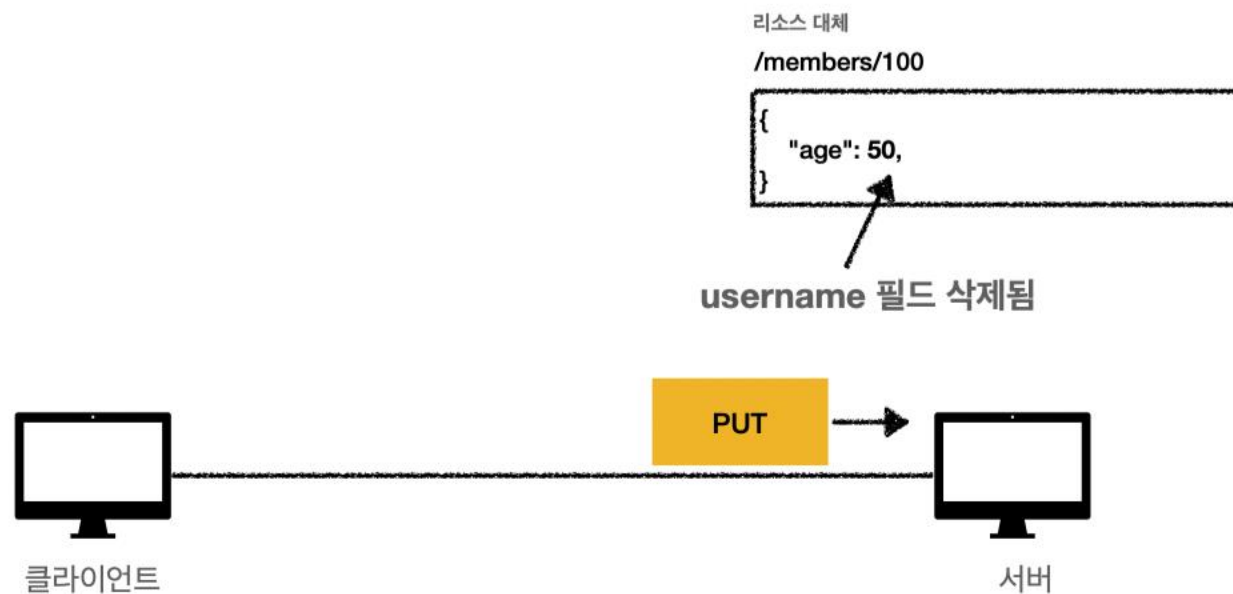 리소스 대체
/members/100
{
"age": 50,
}
username 필드 삭제됨
PUT
클라이언트
서버